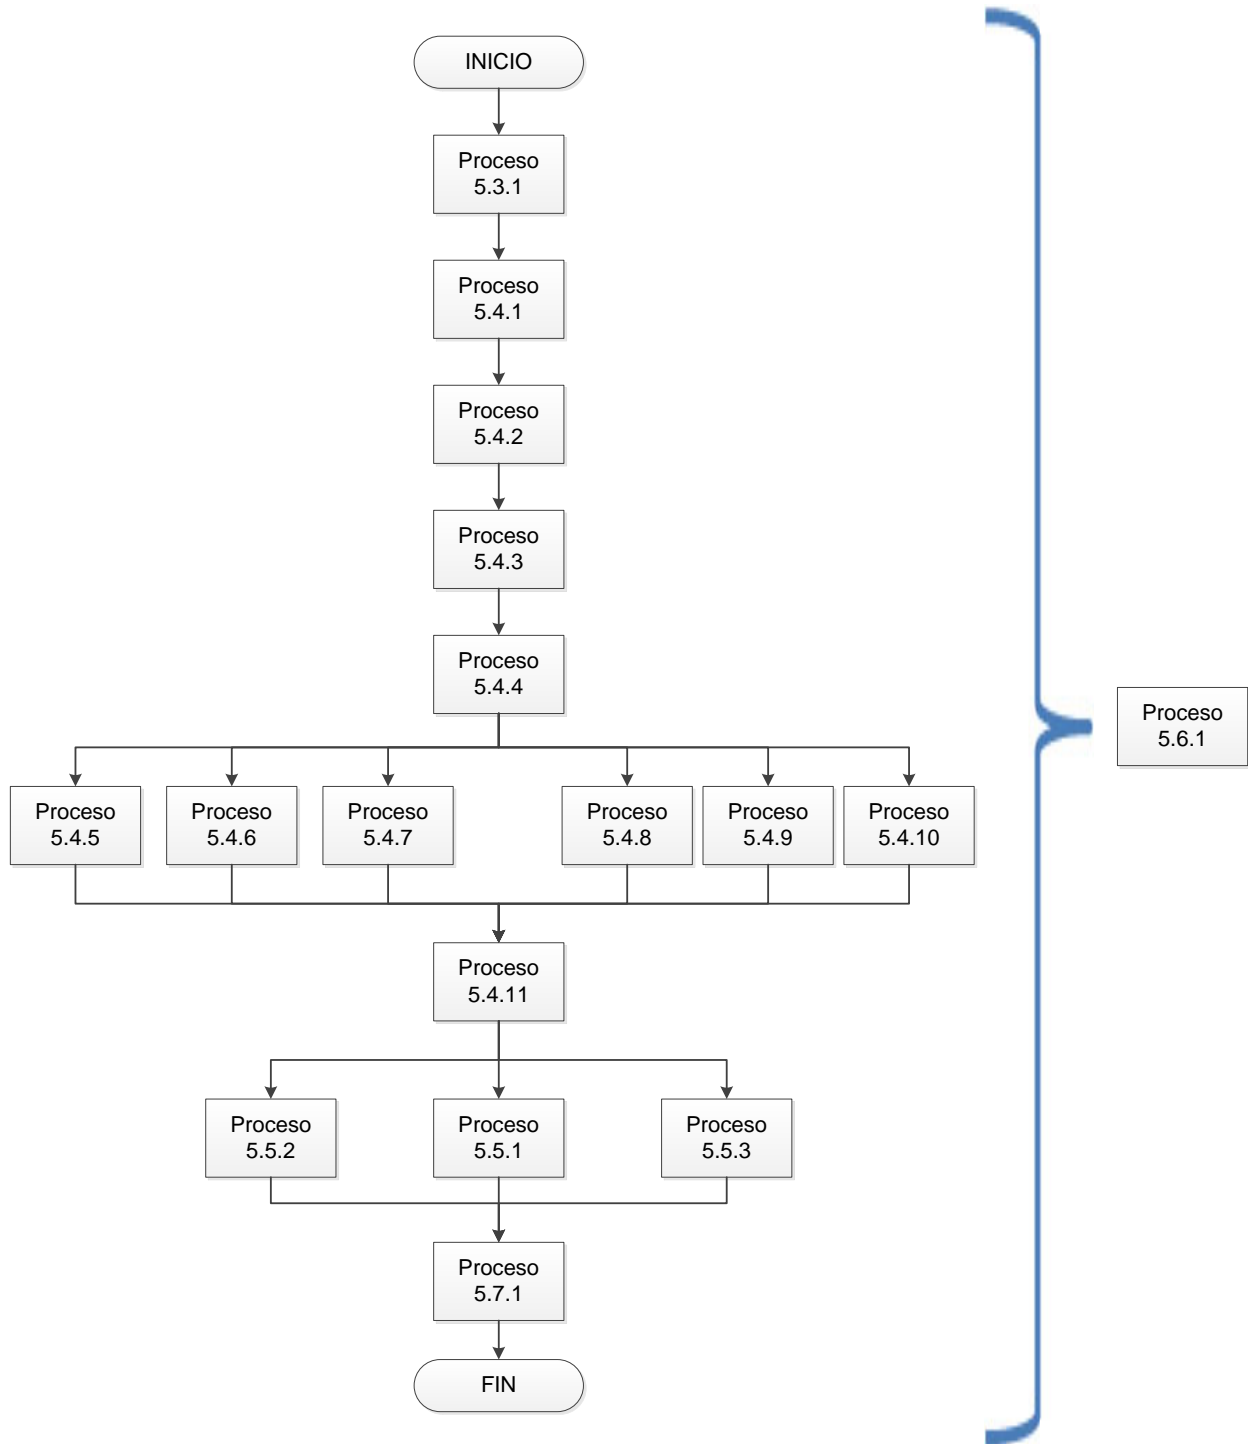 INICIO
Proceso
5.3.1
Proceso
5.4.1
Proceso
5.4.2
Proceso
5.4.3
Proceso
5.4.4
Proceso
5.6.1
Proceso
5.4.5
Proceso
5.4.6
Proceso
5.4.7
Proceso
5.4.8
Proceso
5.4.9
Proceso
5.4.10
Proceso
5.4.11
Proceso
5.5.2
Proceso
5.5.1
Proceso
5.5.3
Proceso
5.7.1
FIN